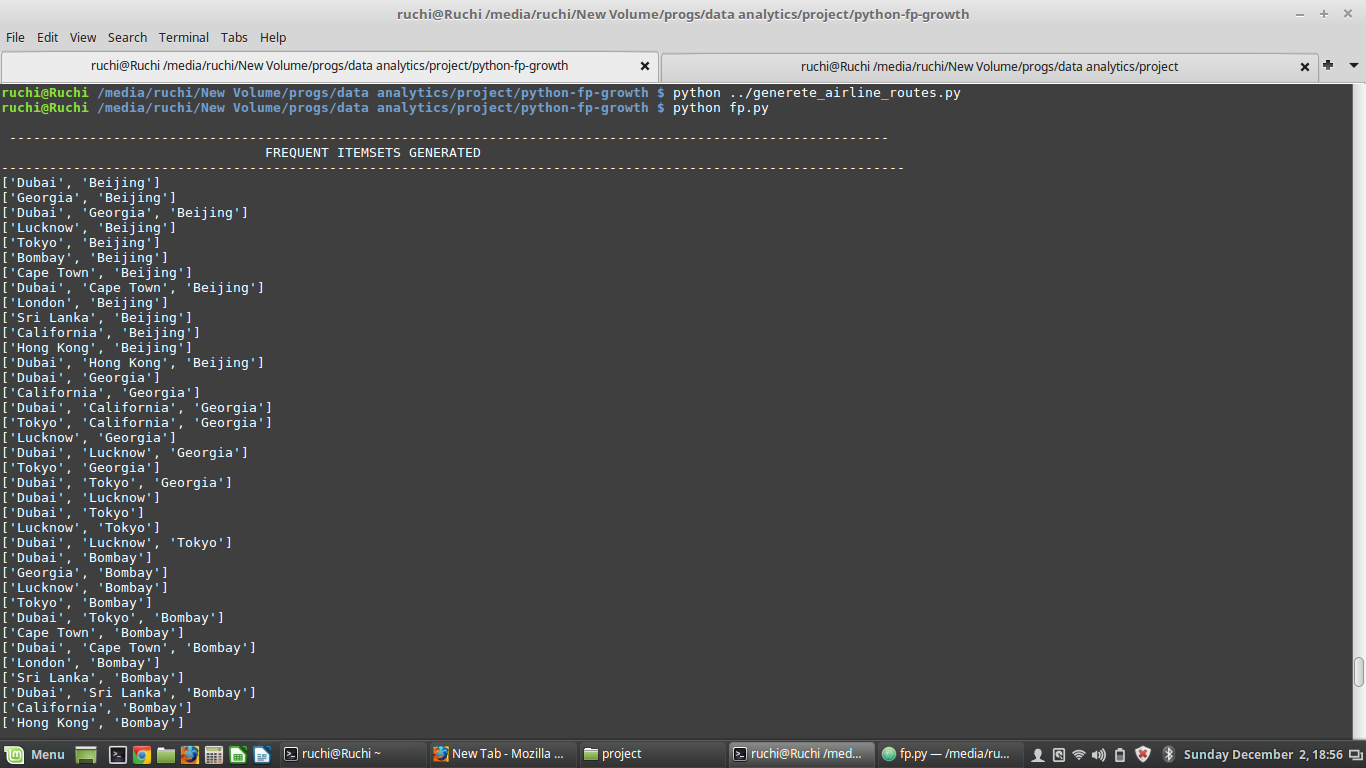 ruchi@Ruchi /media/ruchi/New Volume/progs/data analytics/project/python-fp-growth
File Edit View Search Terminal Tabs Help
ruchi@Ruchi /media/ruchi/New Volume/progs/data analytics/project/python-fp-growth
ruchi@Ruchi /media/ruchi/New Volume/progs/data analytics/project
ruchi@Ruchi /media/ruchi/New Volume/progs/data analytics/project/python-fp-growth $ python ../generete_airline_routes.py
ruchi@Ruchi /media/ruchi/New Volume/progs/data analytics/project/python-fp-growth $ python fp.py
--------------------------------------------------------------------------------------------------------------
FREQUENT ITEMSETS GENERATED
-----------------------------------------------------------------------------------------------------------------
['Dubai', 'Beijing']
['Georgia', 'Beijing']
['Dubai', 'Georgia', 'Beijing']
['Lucknow', 'Beijing']
['Tokyo', 'Beijing']
['Bombay', 'Beijing']
['Cape Town', 'Beijing']
['Dubai', 'Cape Town', 'Beijing']
['London', 'Beijing']
['Sri Lanka', 'Beijing']
['California', 'Beijing']
['Hong Kong', 'Beijing']
['Dubai', 'Hong Kong', 'Beijing']
['Dubai', 'Georgia']
['California', 'Georgia']
['Dubai', 'California', 'Georgia']
['Tokyo', 'California', 'Georgia']
['Lucknow', 'Georgia']
['Dubai', 'Lucknow', 'Georgia']
['Tokyo', 'Georgia']
['Dubai', 'Tokyo', 'Georgia']
['Dubai', 'Lucknow']
['Dubai', 'Tokyo']
['Lucknow', 'Tokyo']
['Dubai', 'Lucknow', 'Tokyo']
['Dubai', 'Bombay']
['Georgia', 'Bombay']
['Lucknow', 'Bombay']
['Tokyo', 'Bombay']
['Dubai', 'Tokyo', 'Bombay']
['Cape Town', 'Bombay']
['Dubai', 'Cape Town', 'Bombay']
['London', 'Bombay']
['Sri Lanka', 'Bombay']
['Dubai', 'Sri Lanka', 'Bombay']
['California', 'Bombay']
['Hong Kong', 'Bombay']
Menu ruchi@Ruchi ~ New Tab - Mozilla ... project ruchi@Ruchi /med... fp.py — /media/ru... Sunday December 2, 18:56